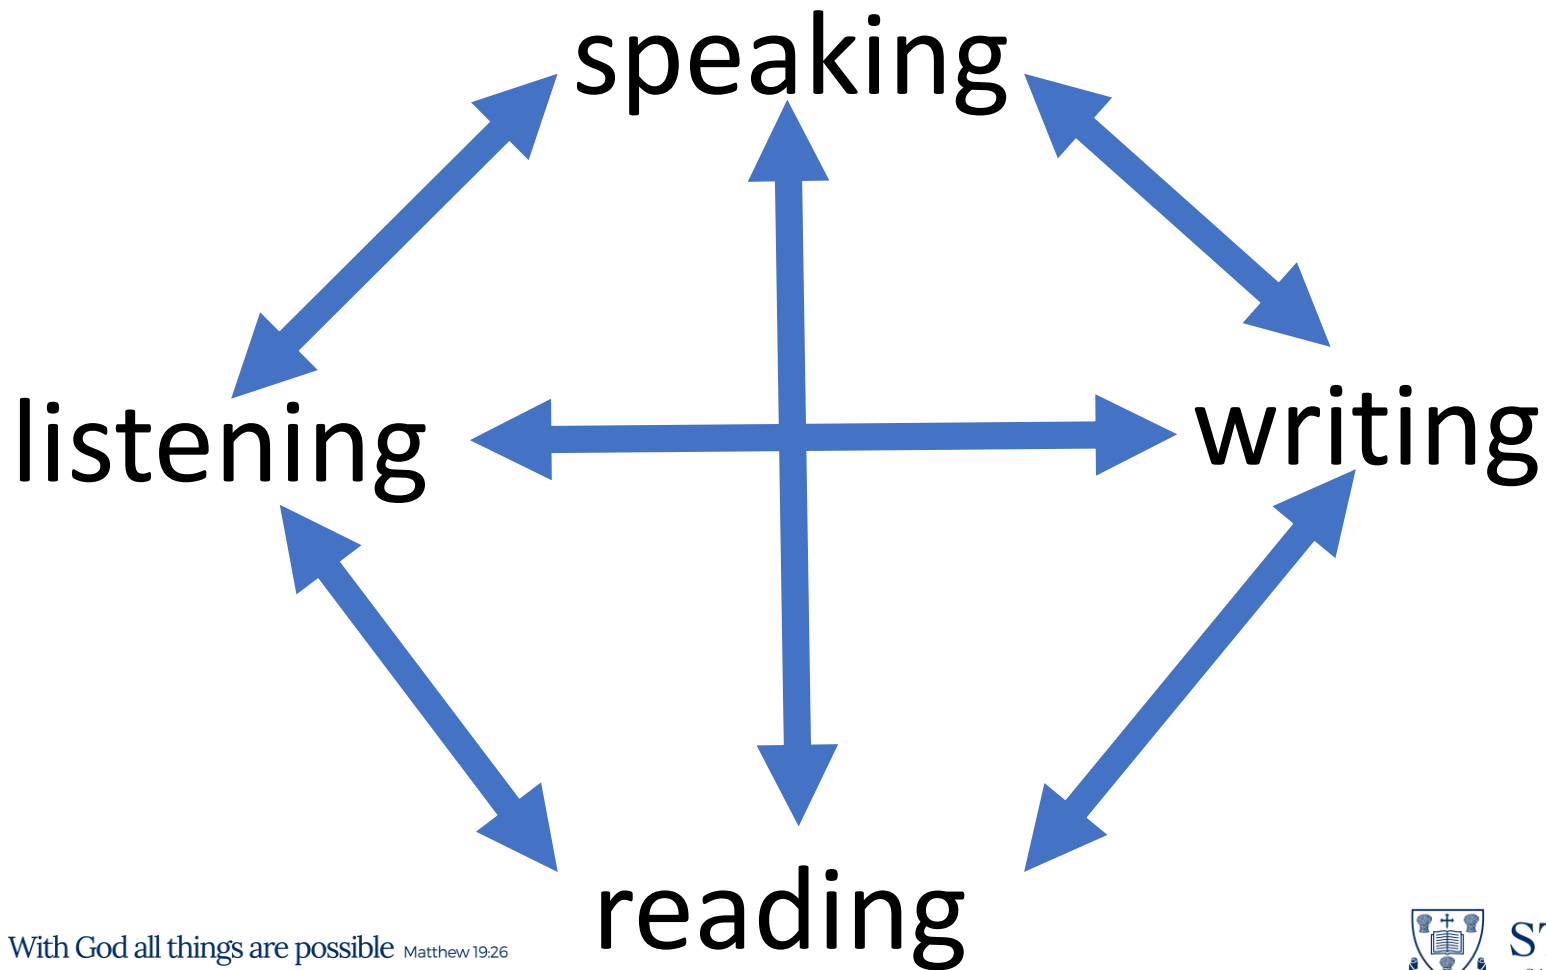 speaking
listening
writing
reading
With God all things are possible Matthew 19:26